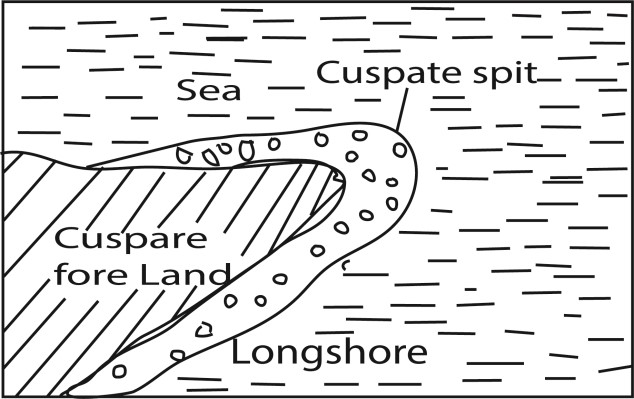 Cuspate spit
Sea
Cuspare
fore Land
Longshore